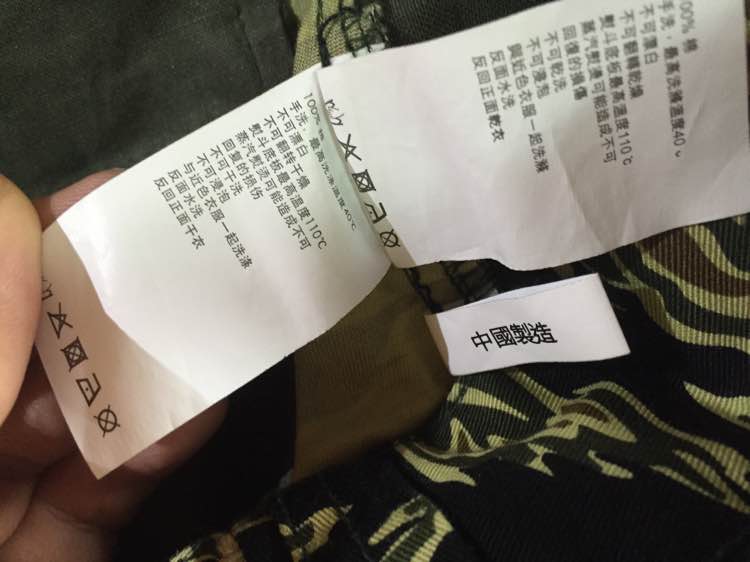 100% 棉
手洗，最高洗滌溫度40
不可漂白
不可翻轉乾燥
熨斗底板最高溫度110℃
蒸汽熨燙可能造成不可
回復的損傷
不可乾洗
不可浸泡
與近色衣服一起洗滌
反面水洗
反回正面乾衣
100%
手洗，最高洗涤温度40℃
不可漂白
不可翻转干燥
熨斗底板最高温度110℃
蒸汽熨烫可能造成不可
回复的损伤
不可干洗
不可浸泡
与近色衣服一起洗涤
反面水洗
反回正面干衣
中國製造